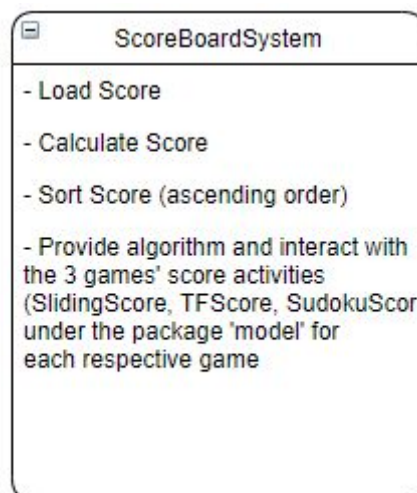 ScoreBoardSystem
- Load Score
- Calculate Score
- Sort Score (ascending order)
- Provide algorithm and interact with
the 3 games' score activities
(SlidingScore, TFScore, SudokuScor
under the package 'model' for
each respective game